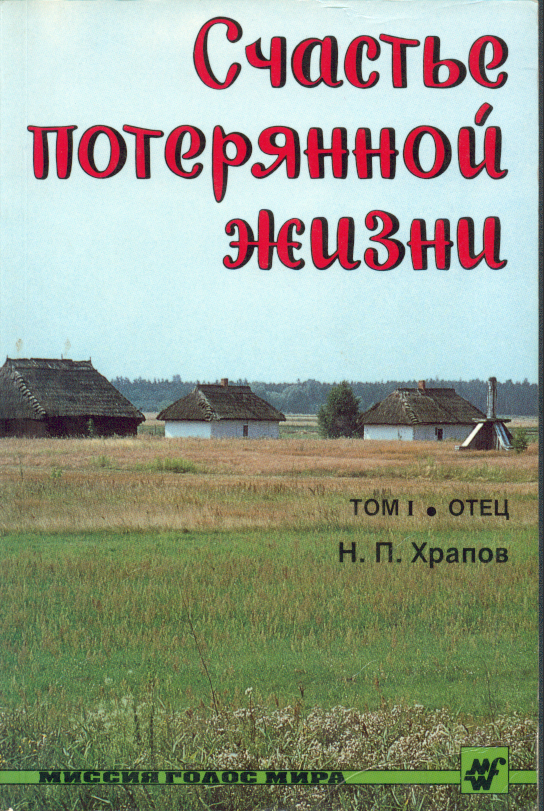 Счастье
потерянной
жизни
ТОМ I • ОТЕЦ
Н. П. Храпов
МИССИЯ ГОЛОС МИРА